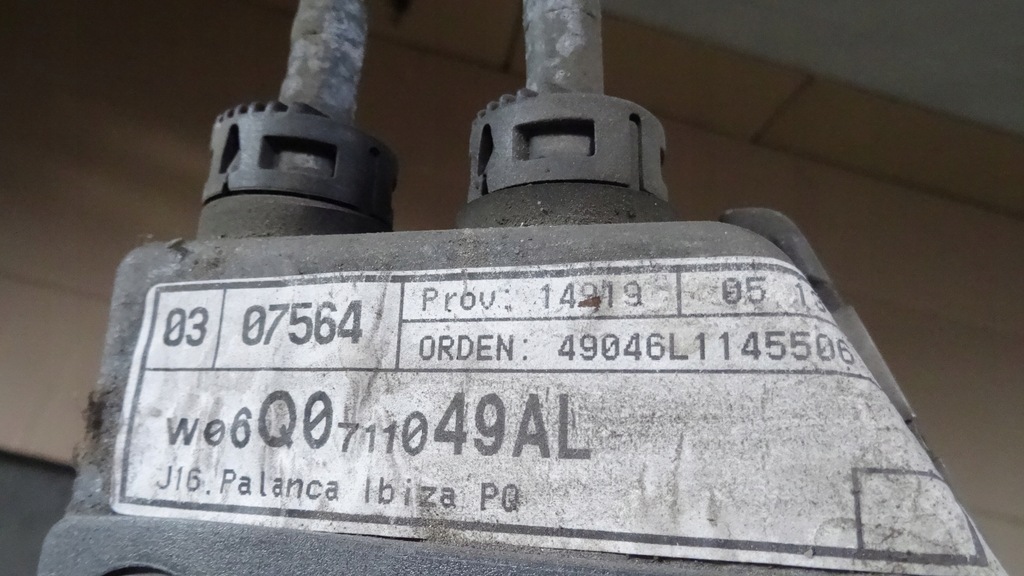 03 07564 Prov: 14919 05 13
ORDEN: 49046L1145506
W06Q0711049AL
J16.Palanca Ibiza PQ